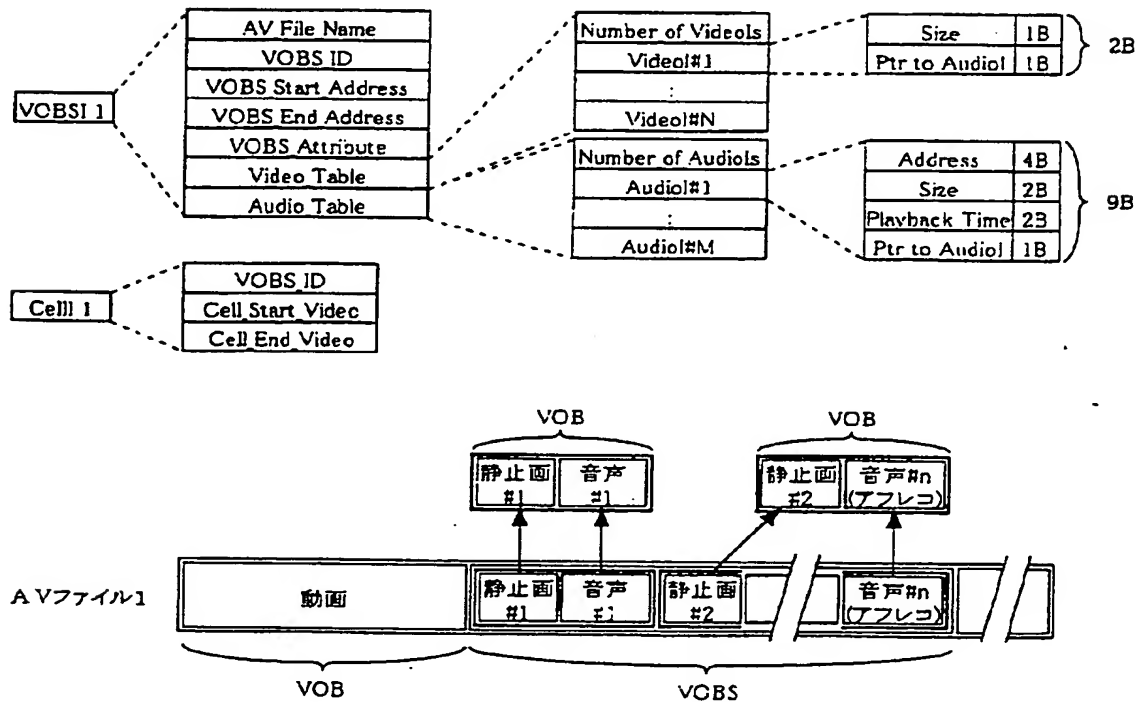 VOBSI 1
AV File Name
VOBS ID
VOBS Start Address
VOBS End Address
VOBS Attribute
Video Table
Audio Table
Number of VideoIs
VideoI#1
:
VideoI#N
Number of AudioIs
AudioI#1
:
AudioI#M
Size 1B
Ptr to AudioI 1B
2B
Address 4B
Size 2B
Playback Time 2B
Ptr to AudioI 1B
9B
CellI 1
VOBS ID
Cell Start Video
Cell End Video
VOB
静止画 #1
音声 #1
VOB
静止画 #2
音声#n (アフレコ)
AVファイル1
動画
静止画 #1
音声 #1
静止画 #2
音声#n (アフレコ)
VOB
VOBS